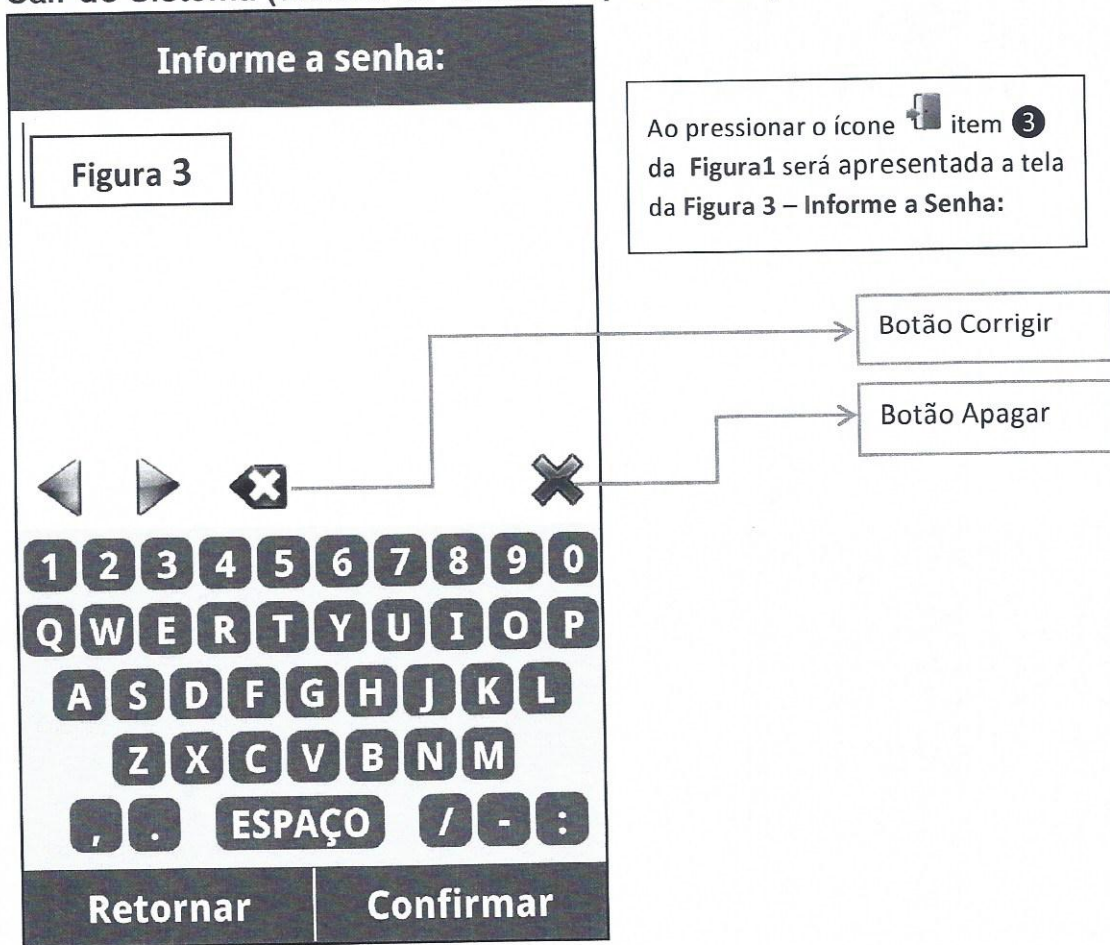 Informe a senha:
Figura 3
Ao pressionar o ícone item 3
da Figura1 será apresentada a tela
da Figura 3 – Informe a Senha:
Botão Corrigir
Botão Apagar
1 2 3 4 5 6 7 8 9 0
Q W E R T Y U I O P
A S D F G H J K L
Z X C V B N M
, . ESPAÇO / - :
Retornar Confirmar